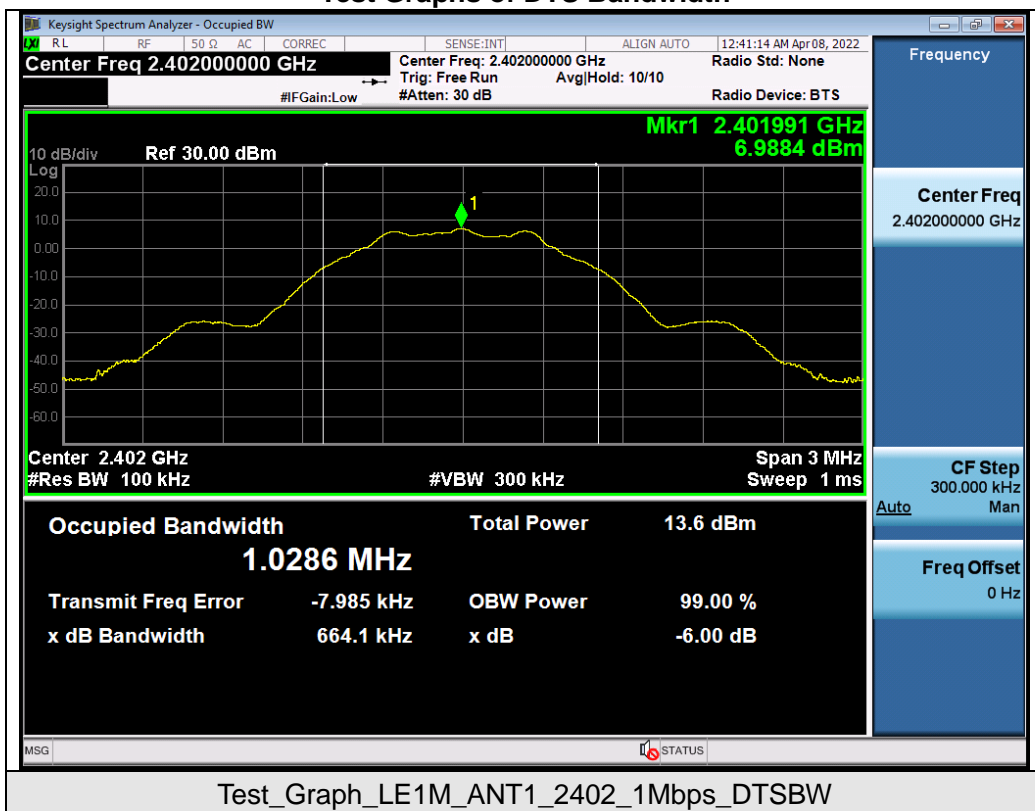 Test Graphs of DTS Bandwidth
Keysight Spectrum Analyzer - Occupied BW
LXI RL RF 50 Ω AC CORREC SENSE:INT ALIGN AUTO 12:41:14 AM Apr 08, 2022
Center Freq 2.402000000 GHz
Center Freq: 2.402000000 GHz
Radio Std: None
Trig: Free Run Avg|Hold: 10/10
#IFGain:Low #Atten: 30 dB Radio Device: BTS
Frequency
Mkr1 2.401991 GHz
6.9884 dBm
10 dB/div Ref 30.00 dBm
Log
20.0
10.0
0.00
-10.0
-20.0
-30.0
-40.0
-50.0
-60.0
1
Center 2.402 GHz Span 3 MHz
#Res BW 100 kHz #VBW 300 kHz Sweep 1 ms
Center Freq
2.402000000 GHz
CF Step
300.000 kHz
Auto Man
Freq Offset
0 Hz
Occupied Bandwidth Total Power 13.6 dBm
1.0286 MHz
Transmit Freq Error -7.985 kHz OBW Power 99.00 %
x dB Bandwidth 664.1 kHz x dB -6.00 dB
MSG STATUS
Test_Graph_LE1M_ANT1_2402_1Mbps_DTSBW